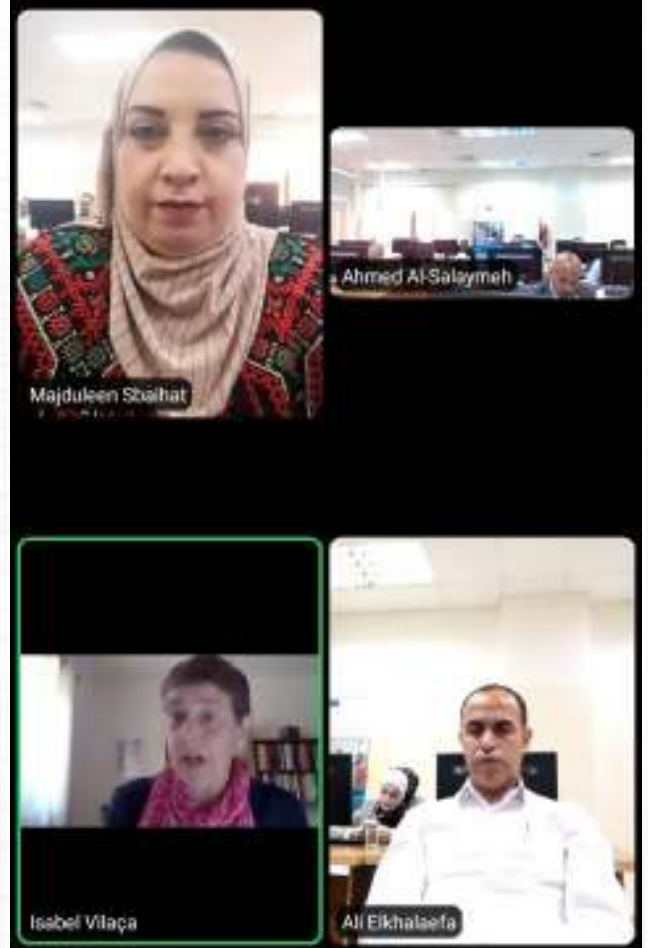 Majduleen Sbaihat
Ahmed Al-Salaymeh
Isabel Vilaça
Ali Elkhalaefa